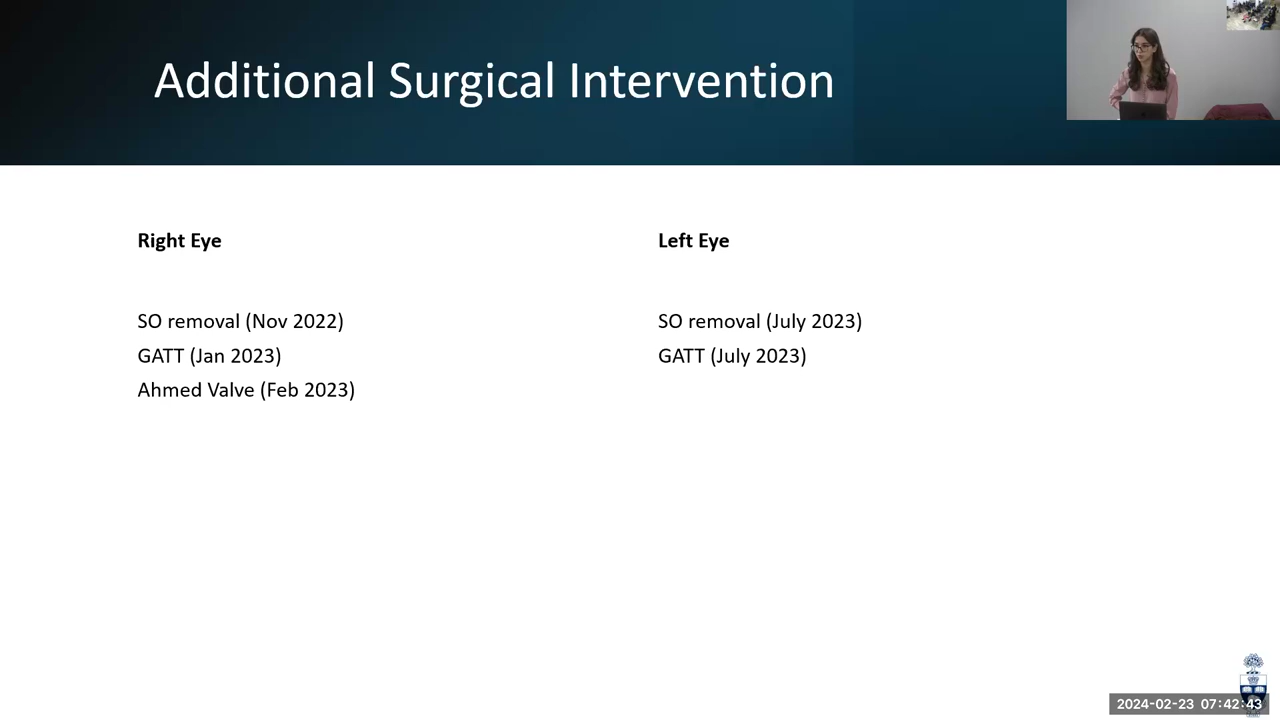 Additional Surgical Intervention
Right Eye
SO removal (Nov 2022)
GATT (Jan 2023)
Ahmed Valve (Feb 2023)
Left Eye
SO removal (July 2023)
GATT (July 2023)
2024-02-23 07:42:43